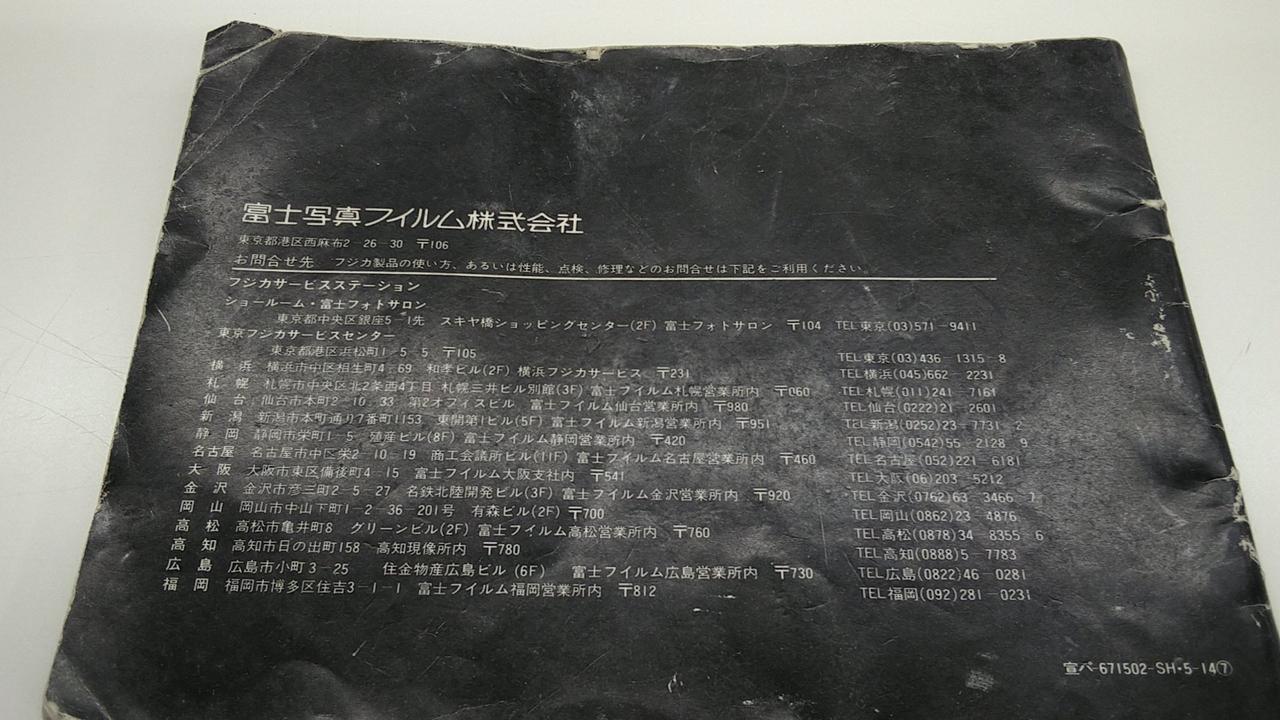 富士写真フイルム株式会社
東京都港区西麻布2-26-30 〒106
お問合せ先 フジカ製品の使い方、あるいは性能、点検、修理などのお問合せは下記をご利用ください。
フジカサービスステーション
ショールーム・富士フォトサロン
東京都中央区銀座5-1先 スキヤ橋ショッピングセンター(2F) 富士フォトサロン 〒104 TEL東京(03)571-9411
東京フジカサービスセンター
東京都港区浜松町1-5-5 〒105 TEL東京(03)436-1315-8
横浜 横浜市中区相生町4-69 和孝ビル(2F) 横浜フジカサービス 〒231 TEL横浜(045)662-2231
札幌 札幌市中央区北2条西4丁目 札幌三井ビル別館(3F) 富士フイルム札幌営業所内 〒060 TEL札幌(011)241-7161
仙台 仙台市本町2-10-33 第2オフィスビル 富士フイルム仙台営業所内 〒980 TEL仙台(0222)21-2601
新潟 新潟市本町通り7番町1153 東開第1ビル(5F) 富士フイルム新潟営業所内 〒951 TEL新潟(0252)23-7731-2
静岡 静岡市栄町1-5 殖産ビル(8F) 富士フイルム静岡営業所内 〒420 TEL静岡(0542)55-2128-9
名古屋 名古屋市中区栄2-10-19 商工会議所ビル(11F) 富士フイルム名古屋営業所内 〒460 TEL名古屋(052)221-6181
大阪 大阪市東区備後町4-15 富士フイルム大阪支社内 〒541 TEL大阪(06)203-5212
金沢 金沢市彦三町2-5-27 名鉄北陸開発ビル(3F) 富士フイルム金沢営業所内 〒920 TEL金沢(0762)63-3466-7
岡山 岡山市中山下町1-2-36-201号 有森ビル(2F) 〒700 TEL岡山(0862)23-4876
高松 高松市亀井町8 グリーンビル(2F) 富士フイルム高松営業所内 〒760 TEL高松(0878)34-8355-6
高知 高知市日の出町158 高知現像所内 〒780 TEL高知(0888)5-7783
広島 広島市小町3-25 住金物産広島ビル (6F) 富士フイルム広島営業所内 〒730 TEL広島(0822)46-0281
福岡 福岡市博多区住吉3-1-1 富士フイルム福岡営業所内 〒812 TEL福岡(092)281-0231
宣パ-671502-SH・5-14⑦